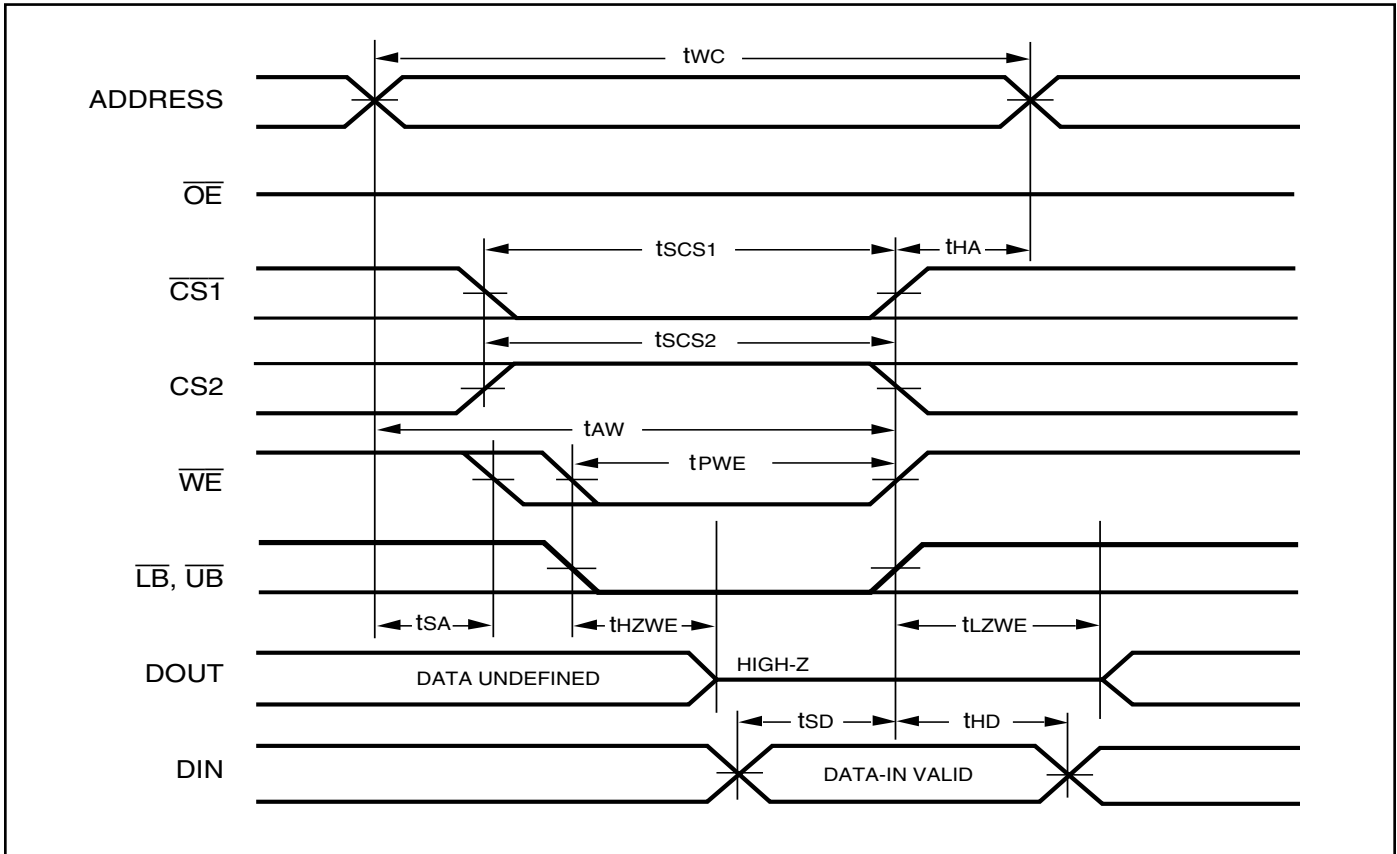 tWC
ADDRESS
OE
tSCS1
tHA
CS1
tSCS2
CS2
tAW
tPWE
WE
LB, UB
tSA
tHZWE
tLZWE
DOUT
DATA UNDEFINED
HIGH-Z
tSD
tHD
DIN
DATA-IN VALID